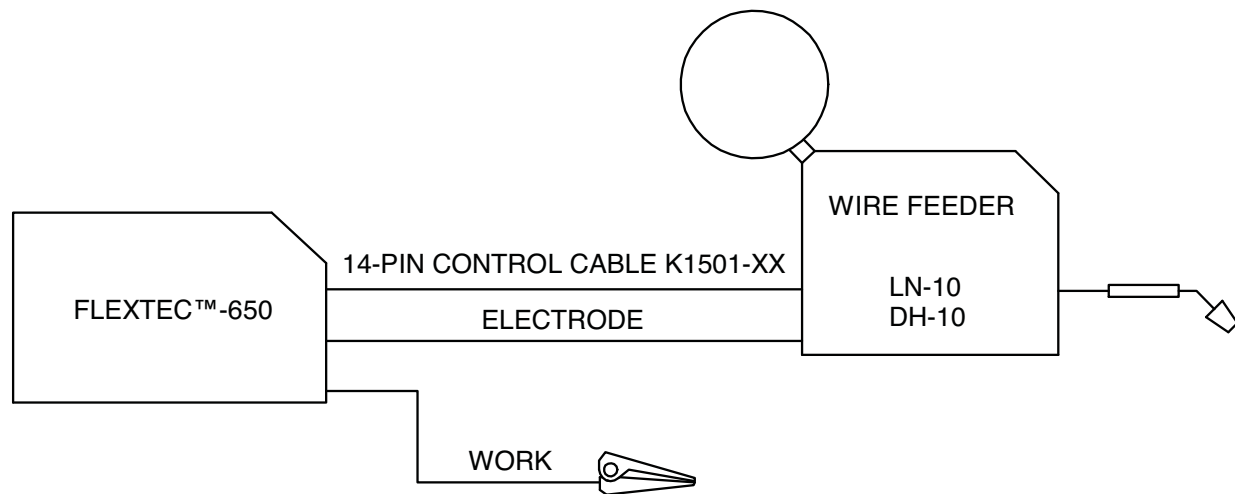 WIRE FEEDER
14-PIN CONTROL CABLE K1501-XX
FLEXTEC™-650
LN-10
DH-10
ELECTRODE
WORK